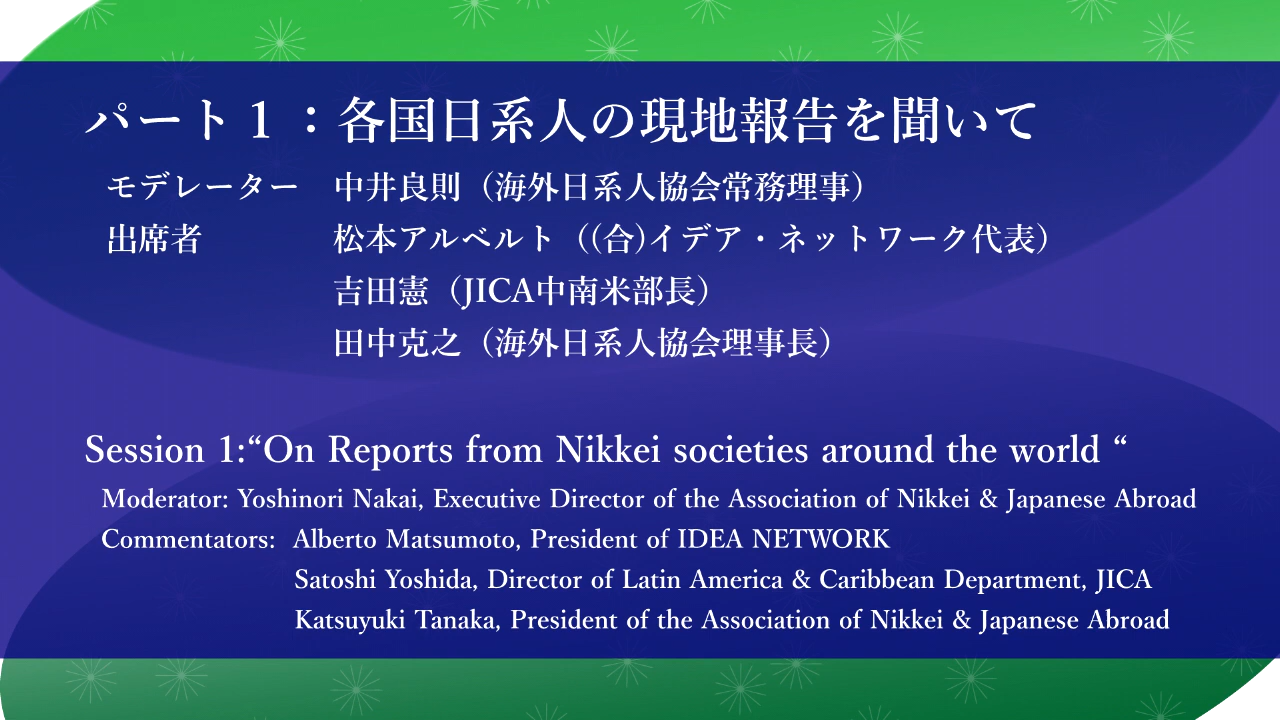 パート１：各国日系人の現地報告を聞いて
モデレーター　中井良則（海外日系人協会常務理事）
出席者　松本アルベルト（(合)イデア・ネットワーク代表）
吉田憲（JICA中南米部長）
田中克之（海外日系人協会理事長）
Session 1:“On Reports from Nikkei societies around the world “
Moderator: Yoshinori Nakai, Executive Director of the Association of Nikkei & Japanese Abroad
Commentators: Alberto Matsumoto, President of IDEA NETWORK
Satoshi Yoshida, Director of Latin America & Caribbean Department, JICA
Katsuyuki Tanaka, President of the Association of Nikkei & Japanese Abroad